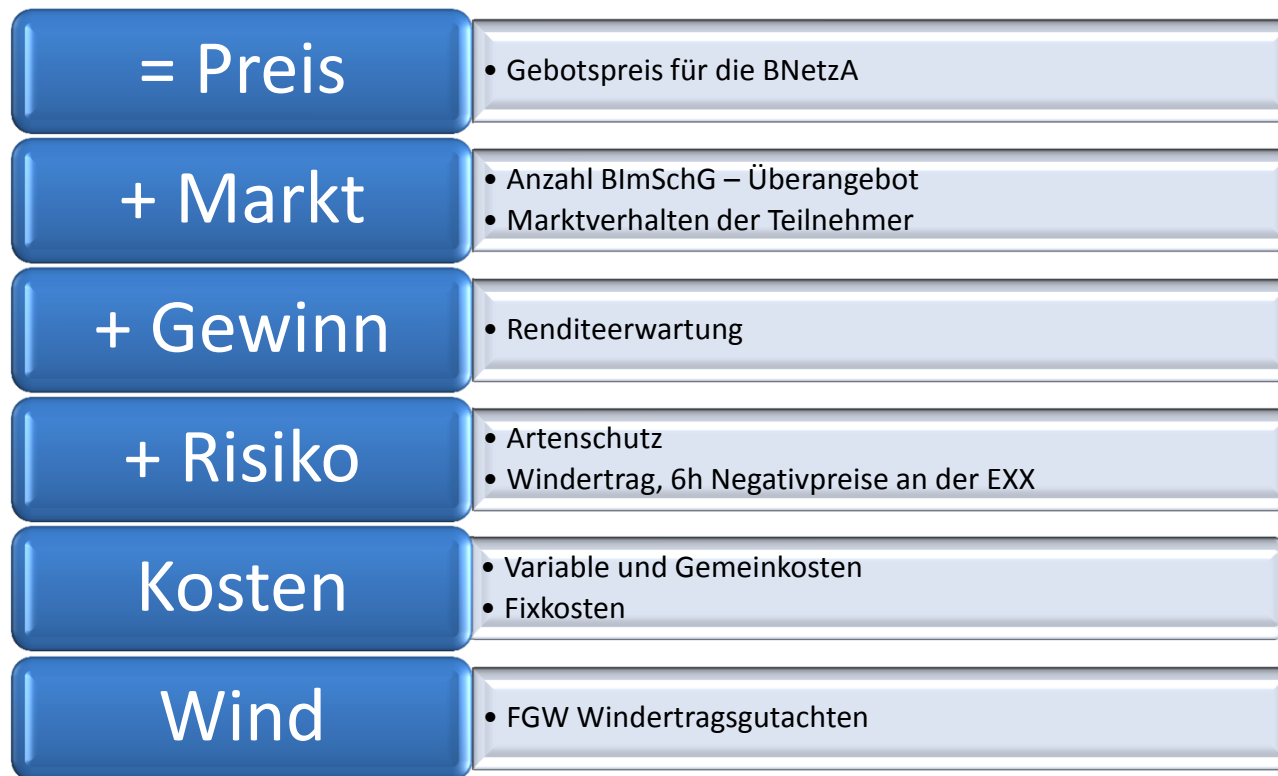 = Preis
• Gebotspreis für die BNetzA
+ Markt
• Anzahl BImSchG – Überangebot
• Marktverhalten der Teilnehmer
+ Gewinn
• Renditeerwartung
+ Risiko
• Artenschutz
• Windertrag, 6h Negativpreise an der EXX
Kosten
• Variable und Gemeinkosten
• Fixkosten
Wind
• FGW Windertragsgutachten